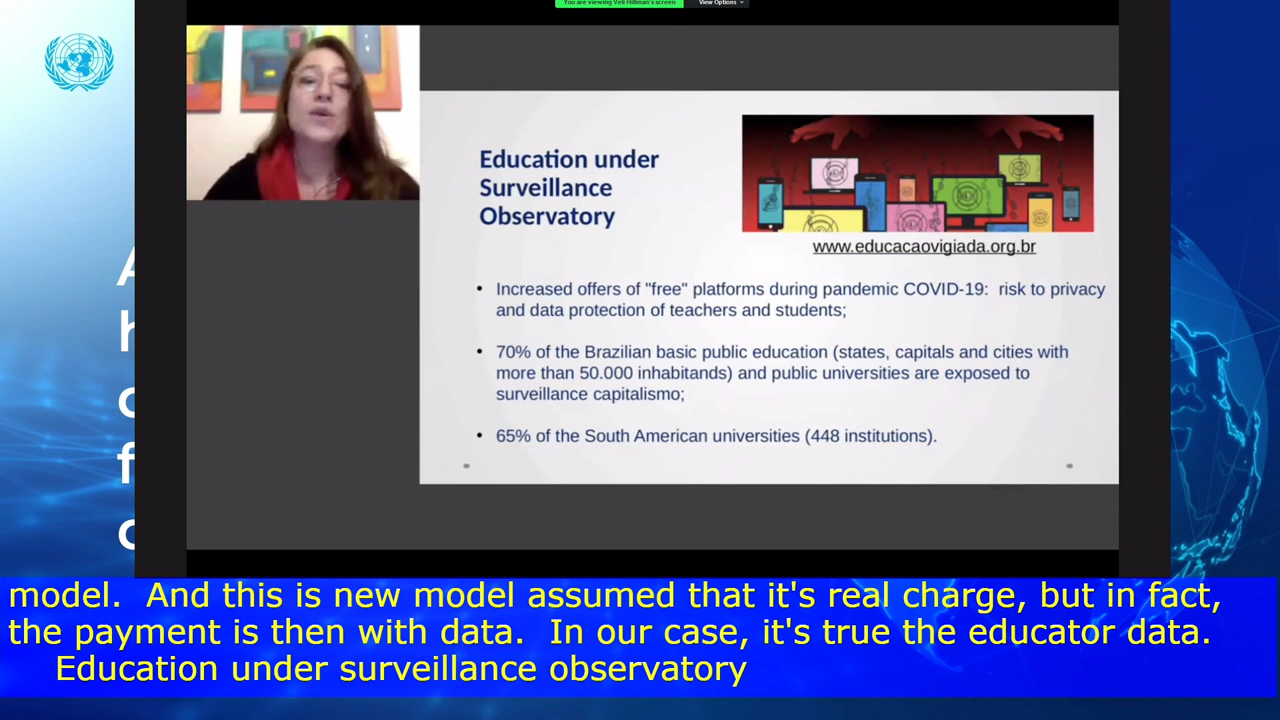 You are viewing Yeli Hillman's screen View Options
Education under
Surveillance
Observatory
www.educacaovigiada.org.br
• Increased offers of "free" platforms during pandemic COVID-19: risk to privacy
and data protection of teachers and students;
• 70% of the Brazilian basic public education (states, capitals and cities with
more than 50.000 inhabitands) and public universities are exposed to
surveillance capitalismo;
• 65% of the South American universities (448 institutions).
model. And this is new model assumed that it's real charge, but in fact,
the payment is then with data. In our case, it's true the educator data.
Education under surveillance observatory